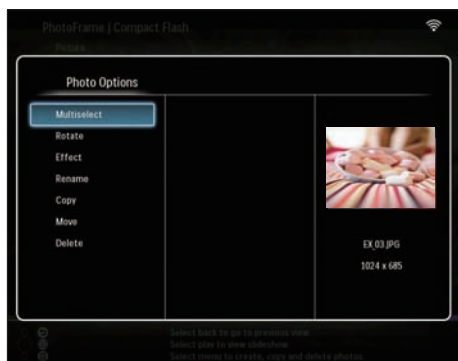 PhotoFrame | Compact Flash
Picture
Photo Options
Multiselect
Rotate
Effect
Rename
Copy
Move
Delete
EX_03.JPG
1024 x 685
Select back to go to previous view
Select play to view slideshow
Select menu to create, copy and delete photos